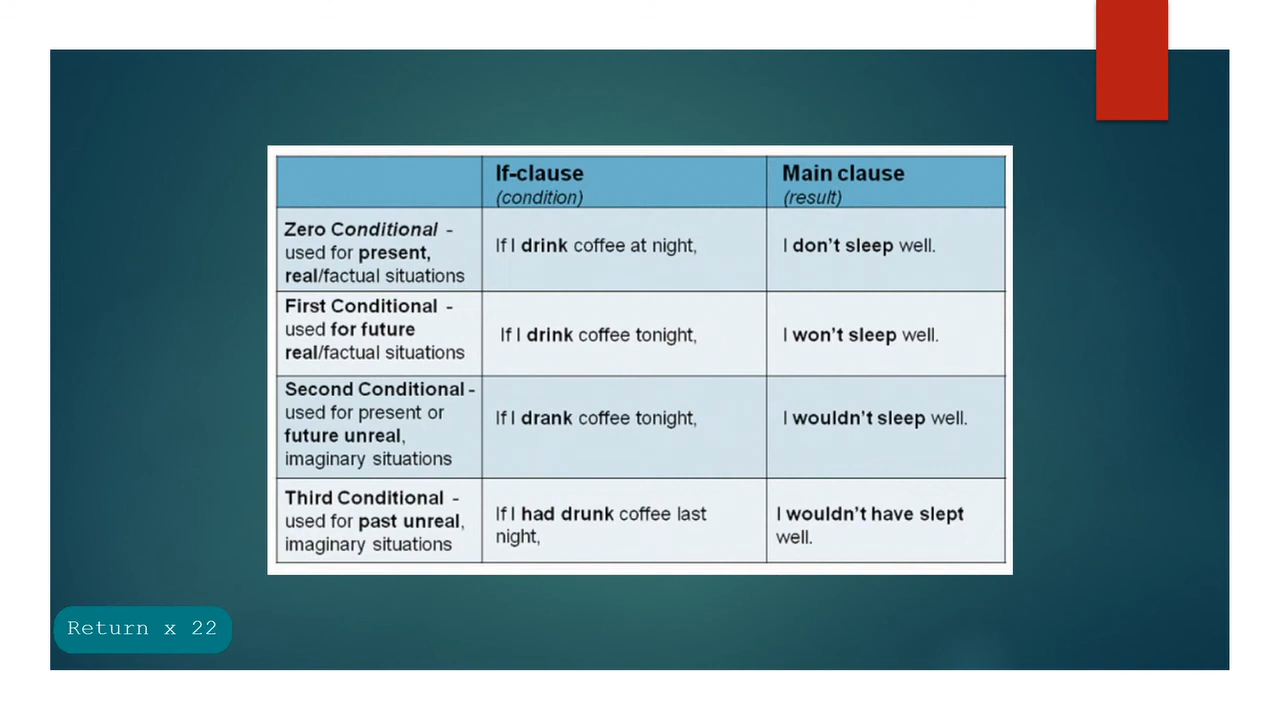 If-clause
(condition)
Main clause
(result)
Zero Conditional -
used for present,
real/factual situations
If I drink coffee at night,
I don't sleep well.
First Conditional -
used for future
real/factual situations
If I drink coffee tonight,
I won't sleep well.
Second Conditional -
used for present or
future unreal,
imaginary situations
If I drank coffee tonight,
I wouldn't sleep well.
Third Conditional -
used for past unreal,
imaginary situations
If I had drunk coffee last
night,
I wouldn't have slept
well.
Return x 22